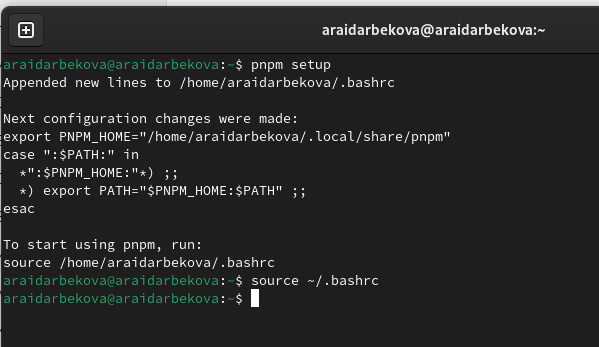 araidarbekova@araidarbekova:~
araidarbekova@araidarbekova:~$ pnpm setup
Appended new lines to /home/araidarbekova/.bashrc

Next configuration changes were made:
export PNPM_HOME="/home/araidarbekova/.local/share/pnpm"
case ":$PATH:" in
  *":$PNPM_HOME:"*) ;;
  *) export PATH="$PNPM_HOME:$PATH" ;;
esac

To start using pnpm, run:
source /home/araidarbekova/.bashrc
araidarbekova@araidarbekova:~$ source ~/.bashrc
araidarbekova@araidarbekova:~$